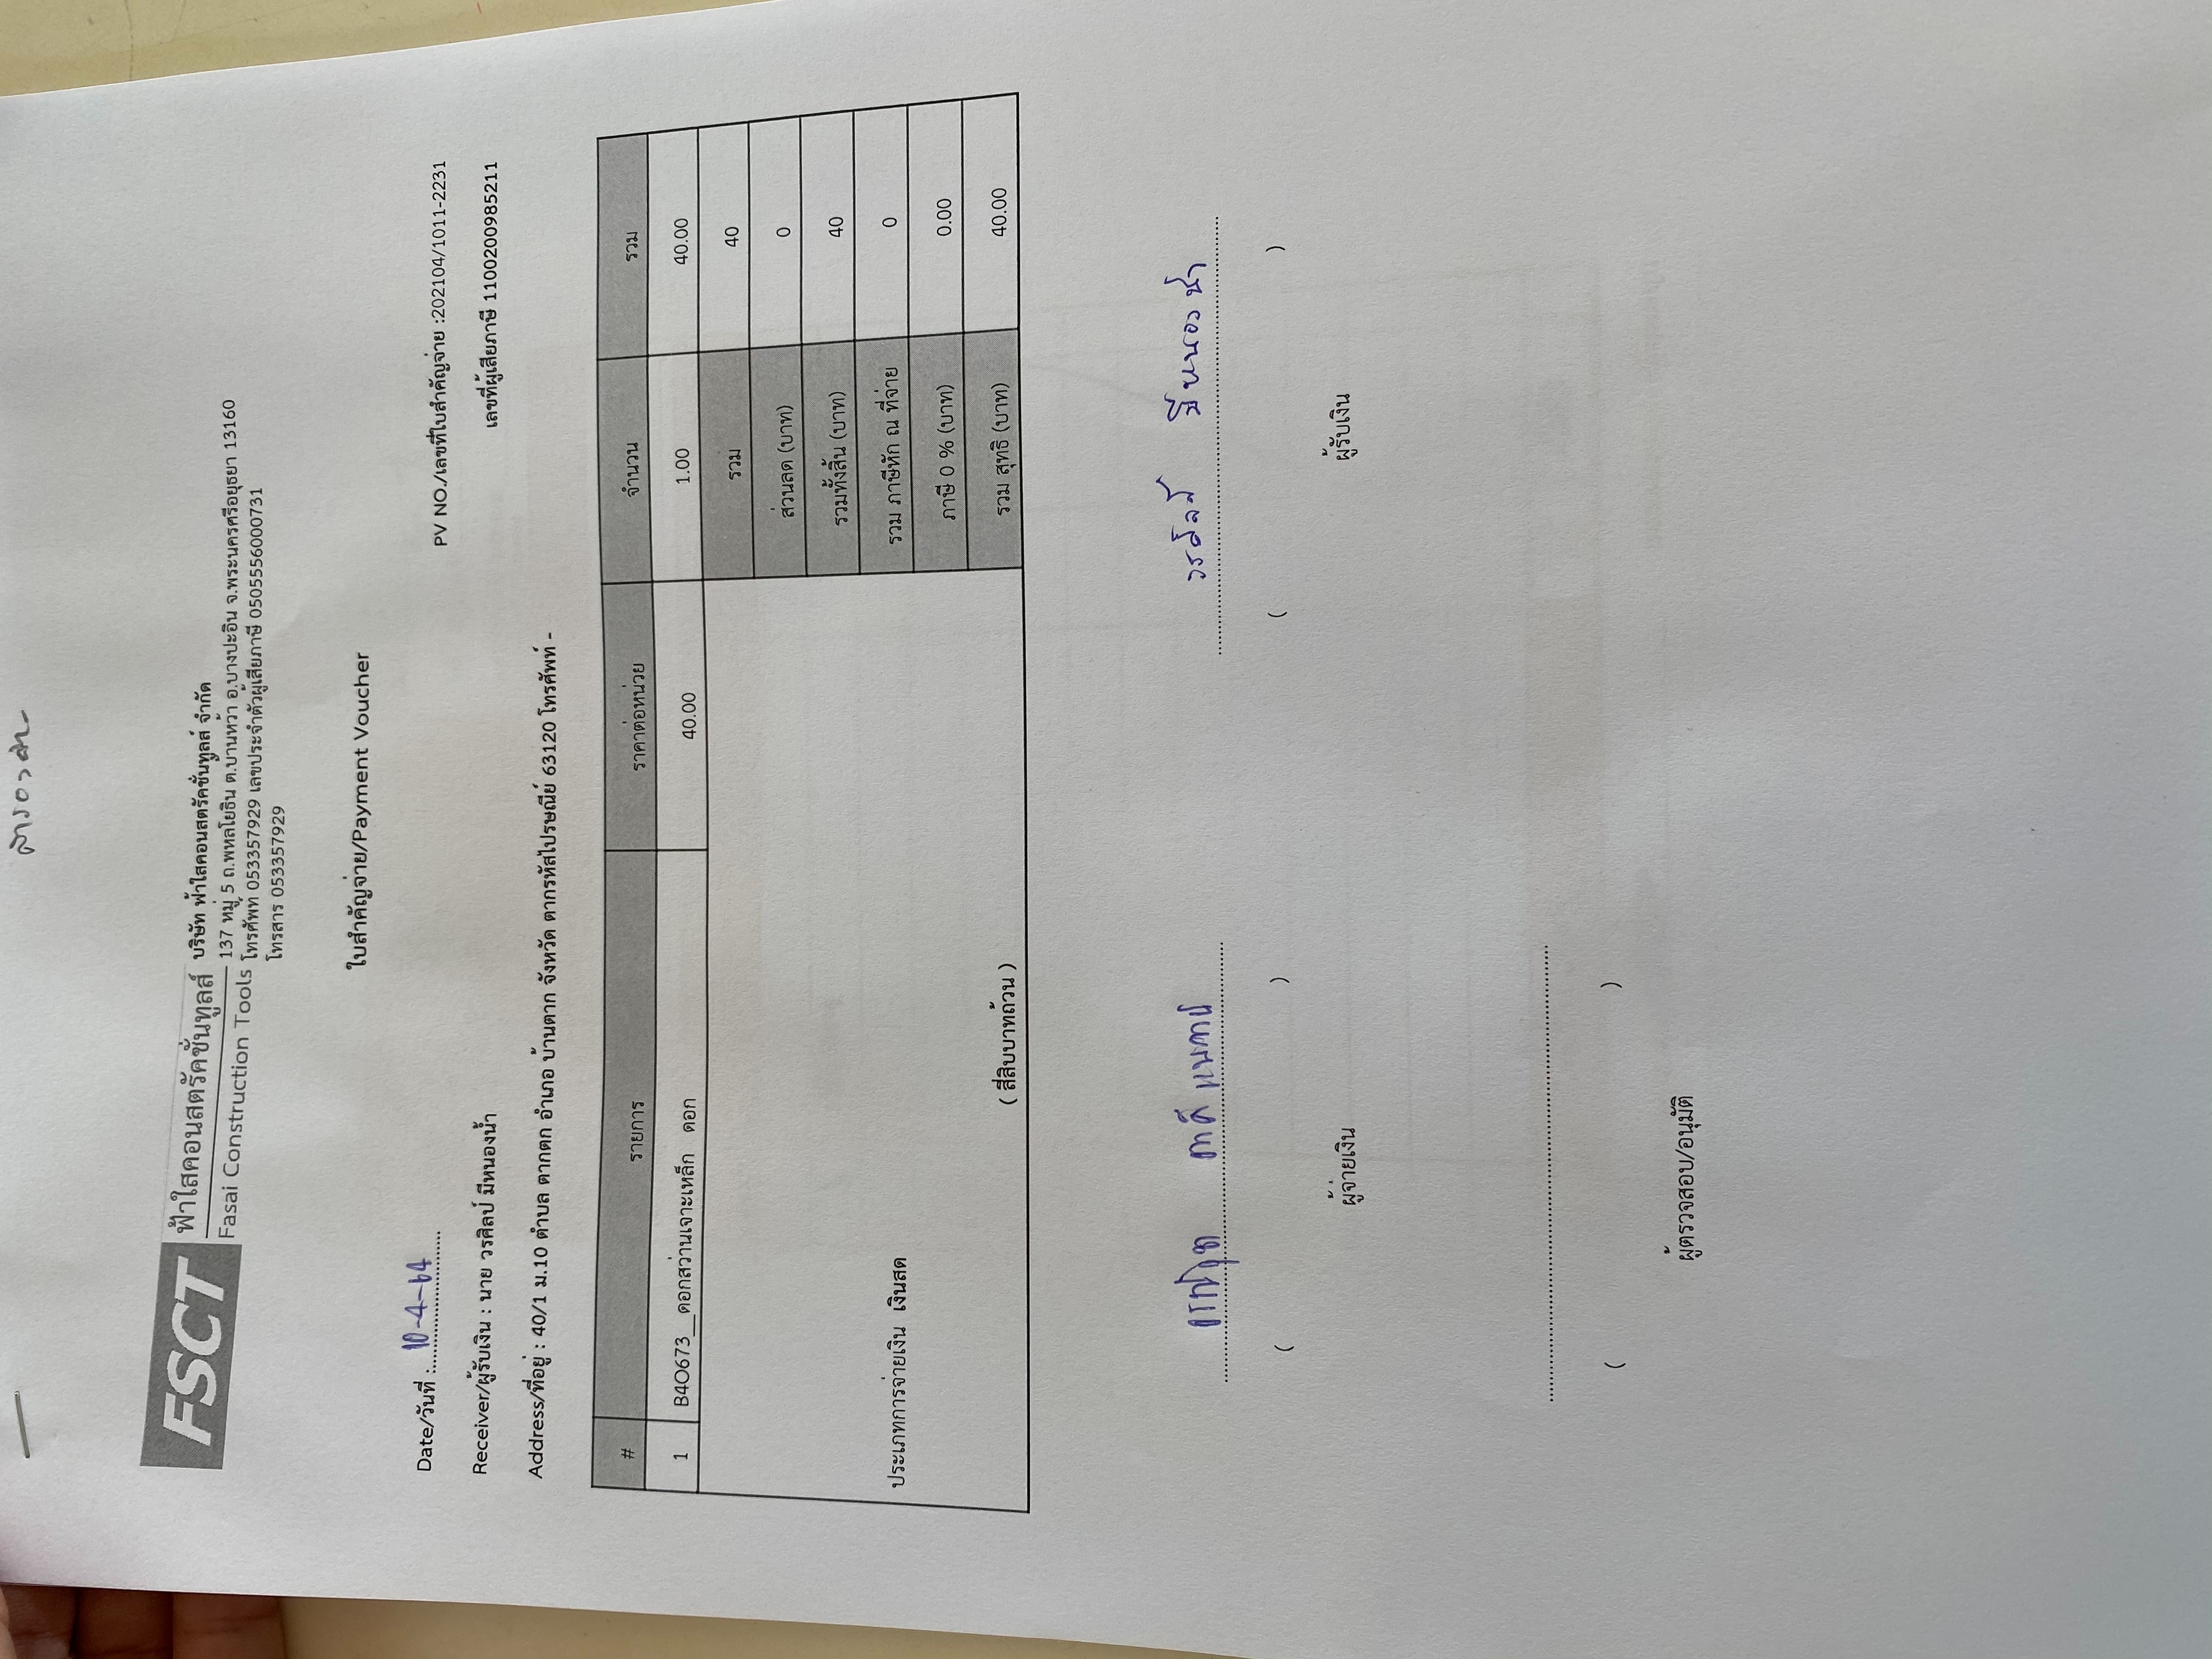 สำรองจ่าย
FSCT
ฟ้าใสคอนสตรัคชั่นทูลส์
Fasai Construction Tools
บริษัท ฟ้าใสคอนสตรัคชั่นทูลส์ จำกัด
137 หมู่ 5 ถ.พหลโยธิน ต.บ้านหว้า อ.บางปะอิน จ.พระนครศรีอยุธยา 13160
โทรศัพท์ 053357929 เลขประจำตัวผู้เสียภาษี 0505556000731
โทรสาร 053357929
ใบสำคัญจ่าย/Payment Voucher
Date/วันที่ : 10-4-64
PV NO./เลขที่ใบสำคัญจ่าย :202104/1011-2231
Receiver/ผู้รับเงิน : นาย วรศิลป์ มีหนองน้ำ
เลขที่ผู้เสียภาษี 1100200985211
Address/ที่อยู่ : 40/1 ม.10 ตำบล ตากตก อำเภอ บ้านตาก จังหวัด ตากรหัสไปรษณีย์ 63120 โทรศัพท์ -
# รายการ ราคาต่อหน่วย จำนวน รวม
1 B40673__ดอกสว่านเจาะเหล็ก ดอก 40.00 1.00 40.00
รวม 40
ส่วนลด (บาท) 0
รวมทั้งสิ้น (บาท) 40
ประเภทการจ่ายเงิน เงินสด
รวม ภาษีหัก ณ ที่จ่าย 0
ภาษี 0 % (บาท) 0.00
( สี่สิบบาทถ้วน )
รวม สุทธิ (บาท) 40.00
วรศิลป์ มีหนองน้ำ
( ) ( )
ผู้จ่ายเงิน ผู้รับเงิน
( )
ผู้ตรวจสอบ/อนุมัติ